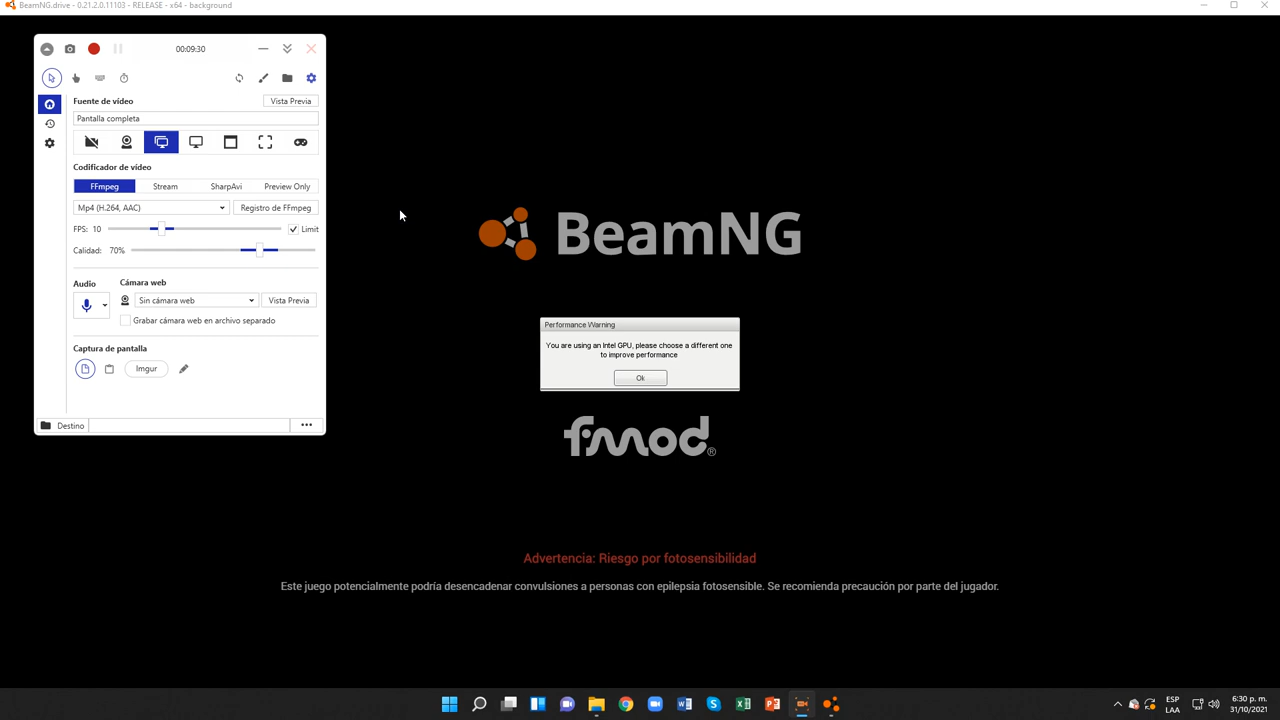 BeamNG.drive - 0.21.2.0.11103 - RELEASE - x64 - background
00:09:30
Fuente de vídeo
Vista Previa
Pantalla completa
Codificador de vídeo
FFmpeg Stream SharpAvi Preview Only
Mp4 (H.264, AAC) Registro de FFmpeg
FPS: 10 Limit
Calidad: 70%
Audio
Cámara web
Sin cámara web Vista Previa
Grabar cámara web en archivo separado
Captura de pantalla
Imgur
Destino
BeamNG
Performance Warning
You are using an Intel GPU, please choose a different one
to improve performance
Ok
fmod®
Advertencia: Riesgo por fotosensibilidad
Este juego potencialmente podría desencadenar convulsiones a personas con epilepsia fotosensible. Se recomienda precaución por parte del jugador.
ESP
LAA
6:30 p. m.
31/10/2021